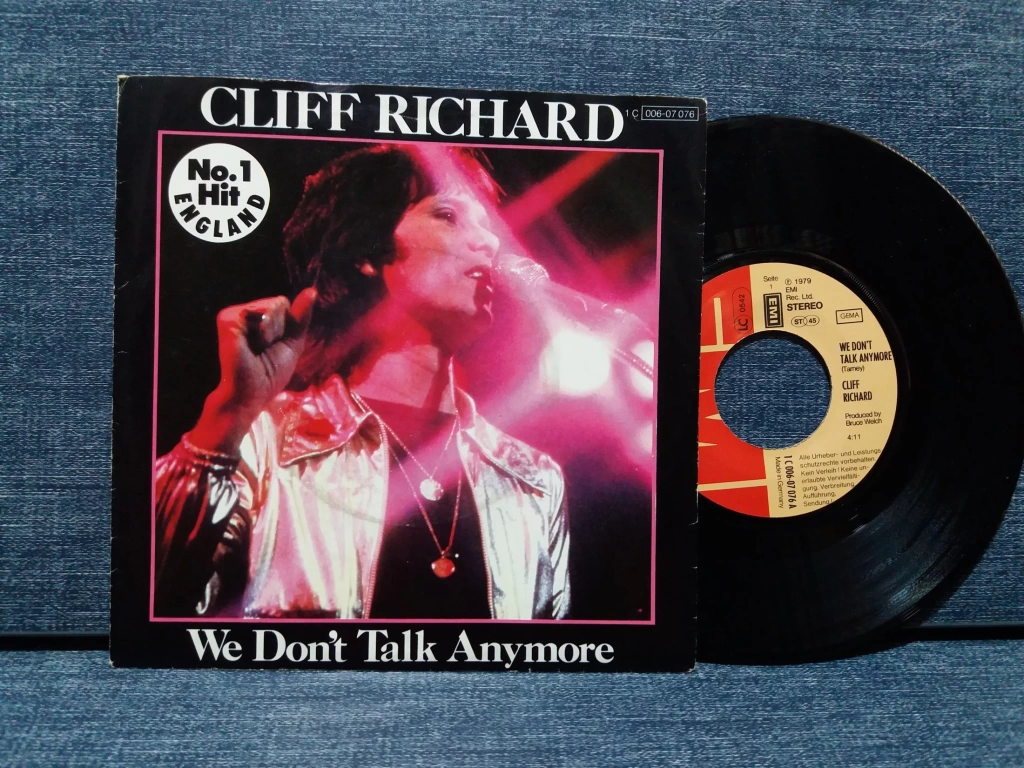 CLIFF RICHARD
1 C 006-07 076
No.1
Hit
ENGLAND
We Don't Talk Anymore
Seite
1
℗ 1979
EMI
Rec. Ltd.
STEREO
EMI
LC 0542
ST 45
GEMA
WE DON'T
TALK ANYMORE
(Tarney)
CLIFF
RICHARD
Produced by
Bruce Welch
4:11
1 C 006-07 076 A
Made in Germany
Alle Urheber- und Leistungs-
schutzrechte vorbehalten.
Kein Verleih! Keine un-
erlaubte Vervielfälti-
gung, Verbreitung,
Aufführung,
Sendung!